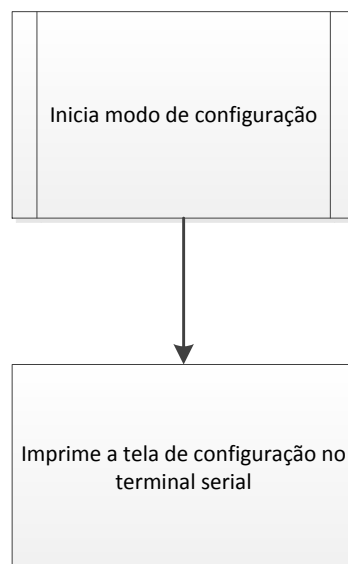 Inicia modo de configuração
Imprime a tela de configuração no
terminal serial